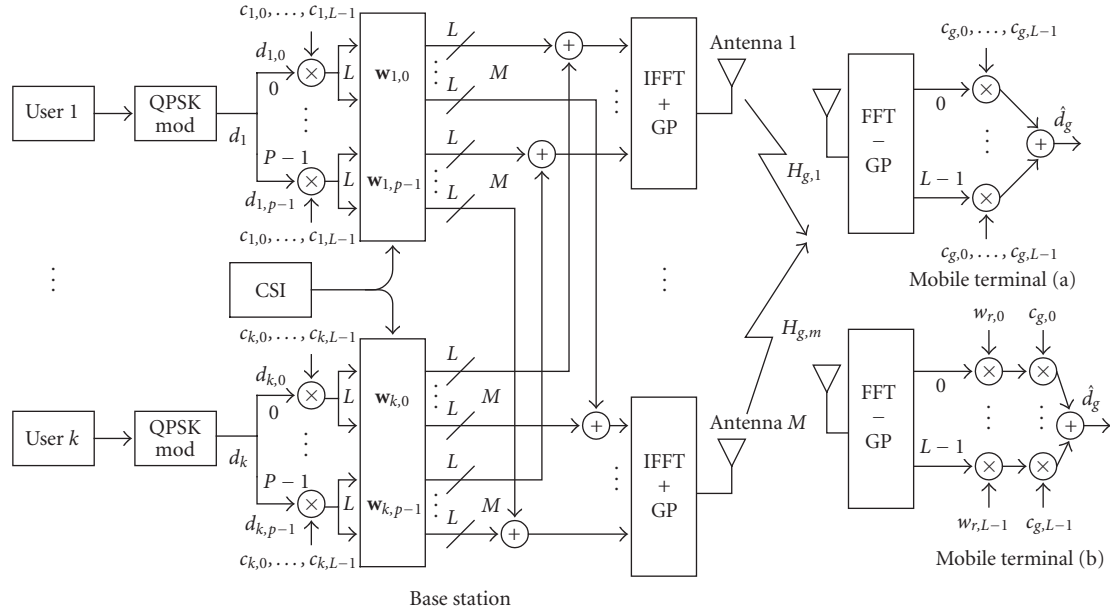 c1,0, . . . , c1,L−1
User 1
QPSK
mod
d1
d1,0
0
⋮
P − 1
d1,p−1
c1,0, . . . , c1,L−1
L
L
w1,0
w1,p−1
L
M
L
L
M
L
IFFT
+
GP
Antenna 1
Hg,1
⋮
CSI
⋮
ck,0, . . . , ck,L−1
User k
QPSK
mod
dk
dk,0
0
⋮
P − 1
dk,p−1
ck,0, . . . , ck,L−1
L
L
wk,0
wk,p−1
L
M
L
L
M
L
IFFT
+
GP
Antenna M
Hg,m
Base station
FFT
−
GP
0
L − 1
cg,0, . . . , cg,L−1
⋮
cg,0, . . . , cg,L−1
d̂g
Mobile terminal (a)
FFT
−
GP
0
L − 1
wr,0
cg,0
⋮
⋮
wr,L−1
cg,L−1
d̂g
Mobile terminal (b)